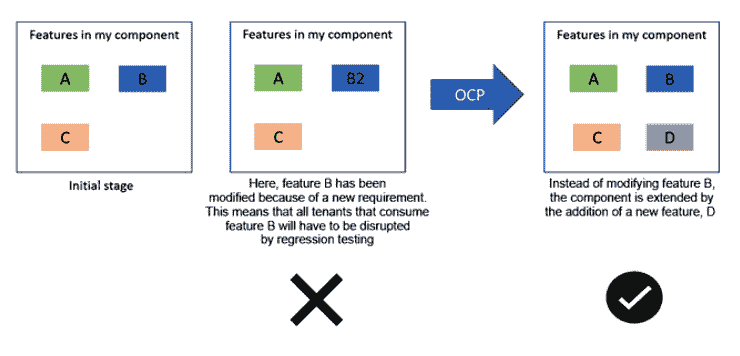 Features in my component
A
B
C
Initial stage
Features in my component
A
B2
C
Here, feature B has been
modified because of a new requirement.
This means that all tenants that consume
feature B will have to be disrupted
by regression testing
OCP
Features in my component
A
B
C
D
Instead of modifying feature B,
the component is extended by
the addition of a new feature, D